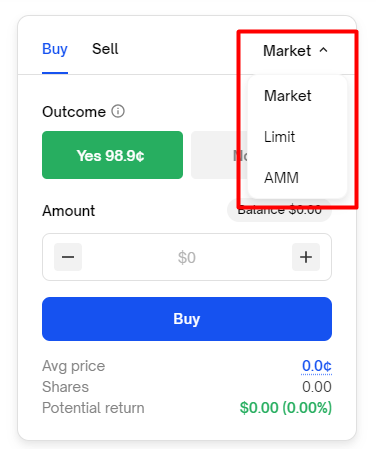 Buy Sell Market
Market
Outcome
Limit
Yes 98.9¢ No
AMM
Amount Balance $0.00
$0
Buy
Avg price 0.0¢
Shares 0.00
Potential return $0.00 (0.00%)